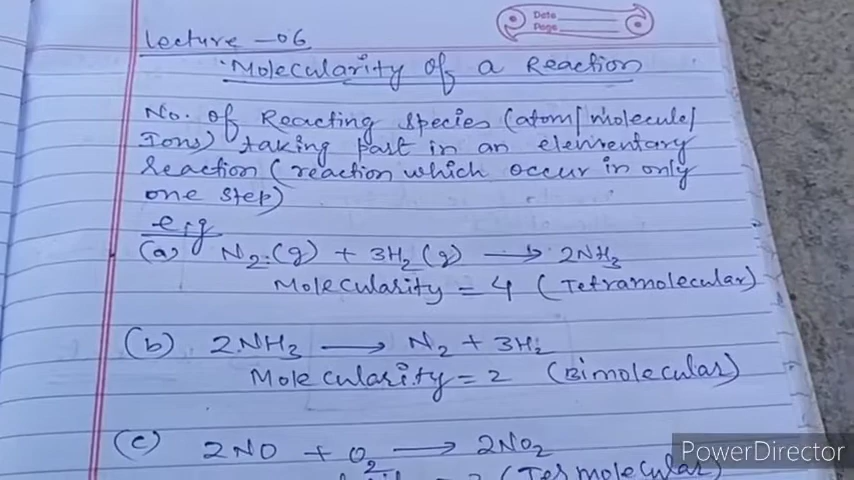 Date
Page
Lecture - 06
Molecularity of a Reaction
No. of Reacting species (atom/molecule/
Ions) taking part in an elementary
reaction (reaction which occur in only
one step)
e.g
(a) N₂(g) + 3H₂(g) → 2NH₃
Molecularity = 4 (Tetramolecular)
(b) 2NH₃ → N₂ + 3H₂
Molecularity = 2 (Bimolecular)
(c) 2NO + O₂ → 2NO₂
(Termolecular)
PowerDirector